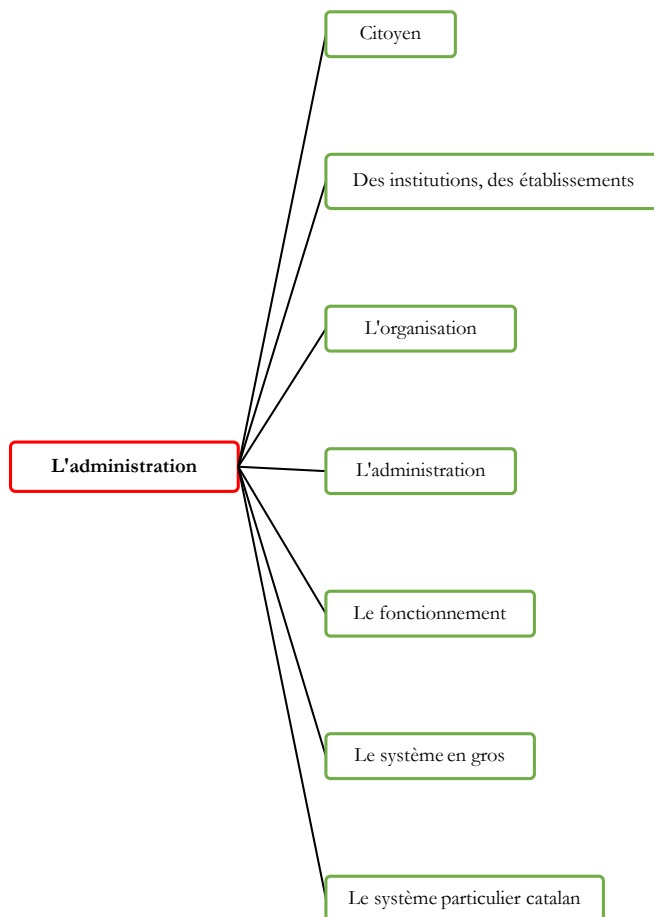 Citoyen
Des institutions, des établissements
L'organisation
L'administration
L'administration
Le fonctionnement
Le système en gros
Le système particulier catalan